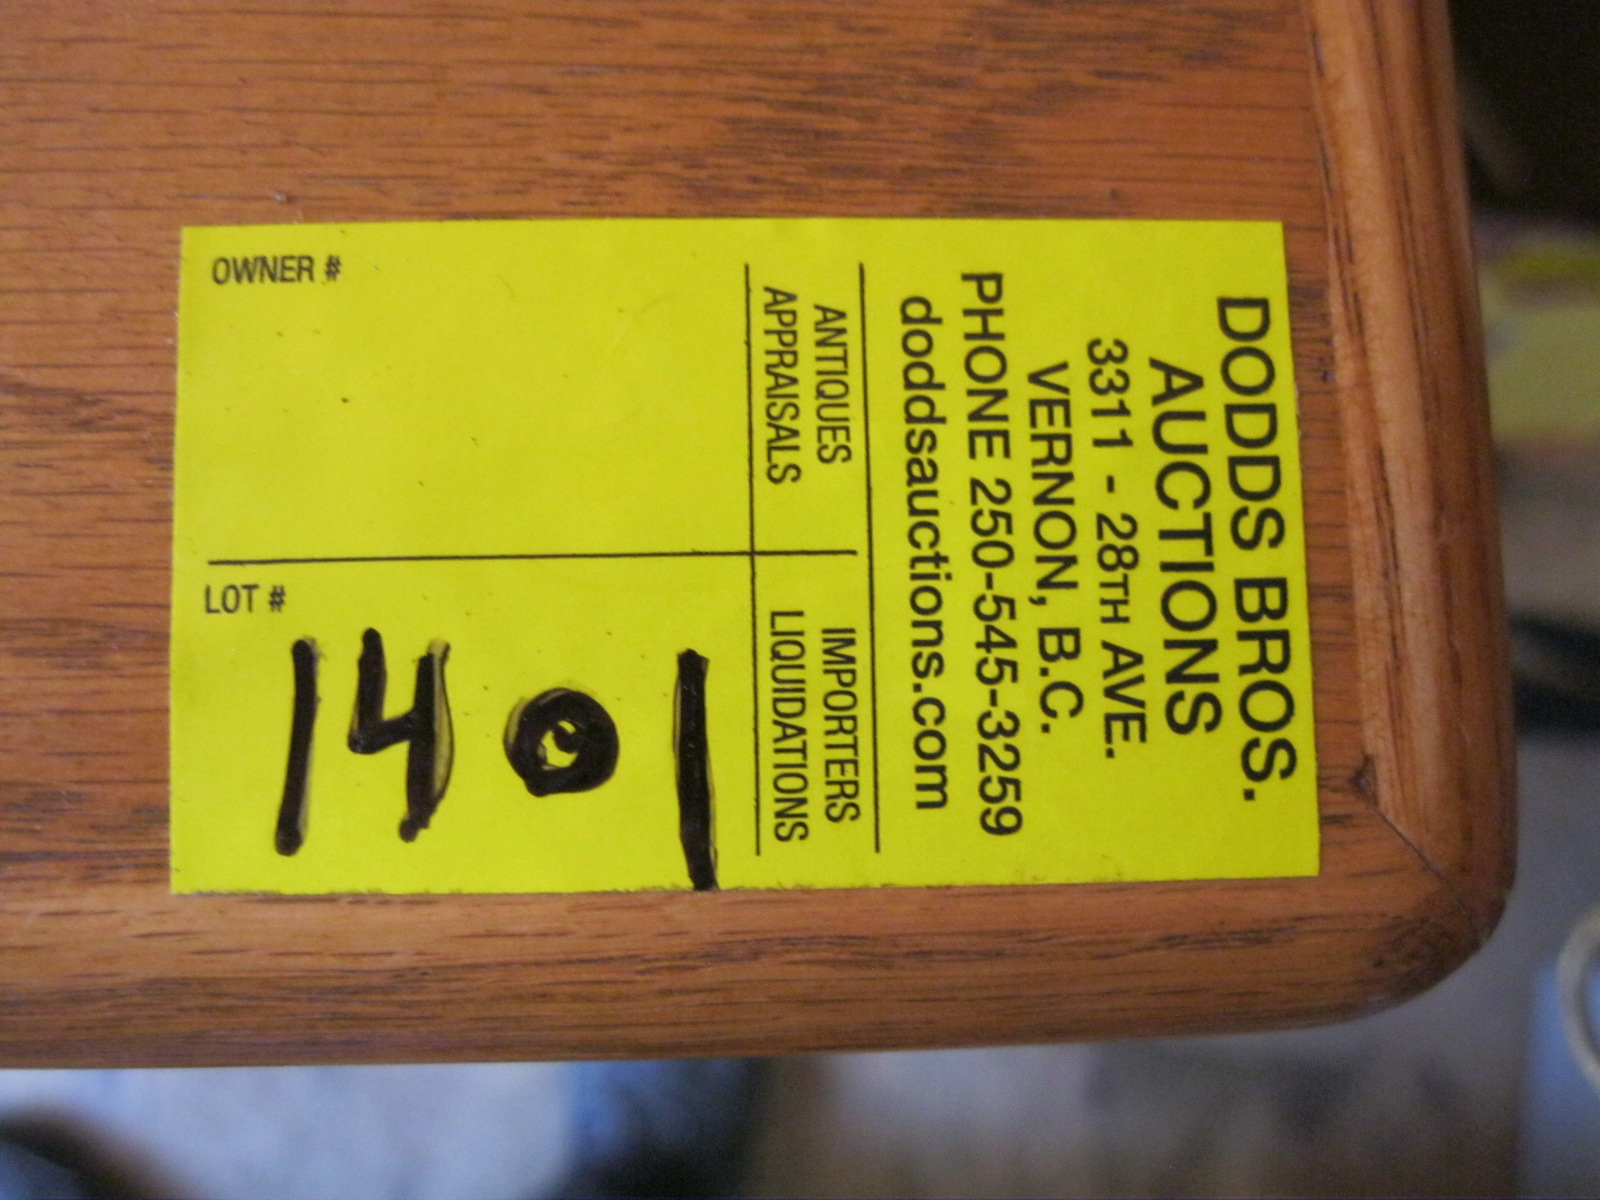 DODDS BROS.
AUCTIONS
3311 - 28TH AVE.
VERNON, B.C.
PHONE 250-545-3259
doddsauctions.com
ANTIQUES IMPORTERS
APPRAISALS LIQUIDATIONS
OWNER #
LOT #
1401